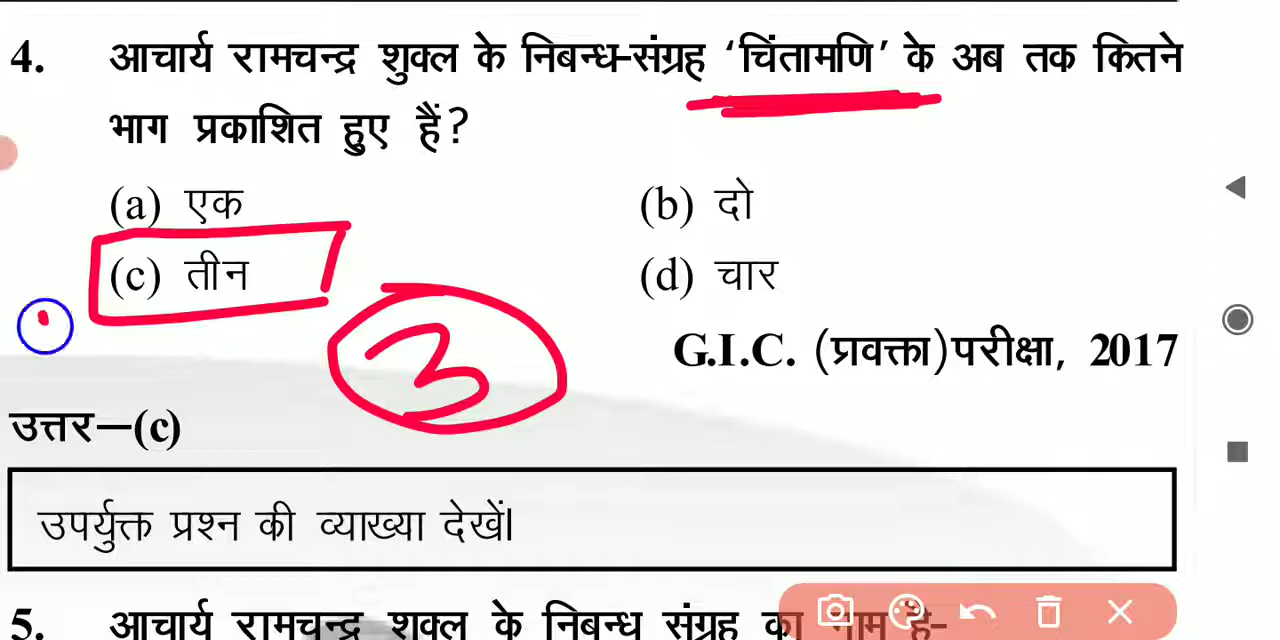 4. आचार्य रामचन्द्र शुक्ल के निबन्ध-संग्रह 'चिंतामणि' के अब तक कितने
भाग प्रकाशित हुए हैं?
(a) एक (b) दो
(c) तीन (d) चार
3
G.I.C. (प्रवक्ता) परीक्षा, 2017
उत्तर—(c)
उपर्युक्त प्रश्न की व्याख्या देखें।
5. आचार्य रामचन्द्र शुक्ल के निबन्ध संग्रह का नाम है-